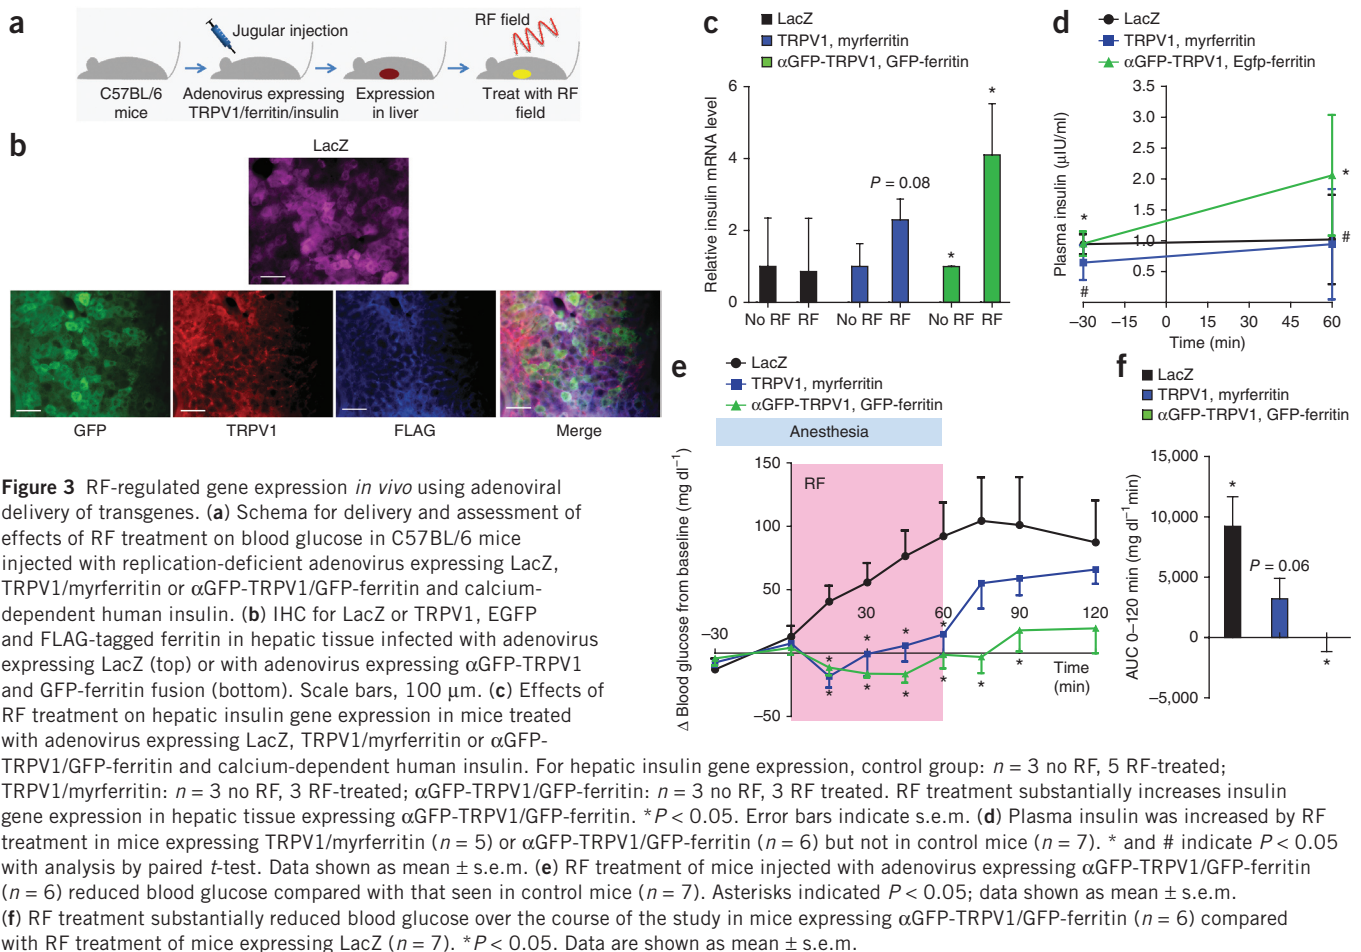 a
RF field
Jugular injection
C57BL/6
mice
Adenovirus expressing
TRPV1/ferritin/insulin
Expression
in liver
Treat with RF
field
b
LacZ
GFP
TRPV1
FLAG
Merge
c
LacZ
TRPV1, myrferritin
αGFP-TRPV1, GFP-ferritin
Relative insulin mRNA level
6
4
2
0
P = 0.08
*
*
No RF
RF
No RF
RF
No RF
RF
d
LacZ
TRPV1, myrferritin
αGFP-TRPV1, Egfp-ferritin
Plasma insulin (μIU/ml)
3.5
3.0
2.5
2.0
1.5
1.0
0.5
*
#
*
#
–30
–15
0
15
30
45
60
Time (min)
e
LacZ
TRPV1, myrferritin
αGFP-TRPV1, GFP-ferritin
Anesthesia
RF
Δ Blood glucose from baseline (mg dl–1)
150
100
50
–50
–30
30
60
90
120
* * * * * * * * *
Time
(min)
f
LacZ
TRPV1, myrferritin
αGFP-TRPV1, GFP-ferritin
AUC 0–120 min (mg dl–1min)
15,000
10,000
5,000
0
–5,000
*
P = 0.06
*
Figure 3 RF-regulated gene expression in vivo using adenoviral
delivery of transgenes. (a) Schema for delivery and assessment of
effects of RF treatment on blood glucose in C57BL/6 mice
injected with replication-deficient adenovirus expressing LacZ,
TRPV1/myrferritin or αGFP-TRPV1/GFP-ferritin and calcium-
dependent human insulin. (b) IHC for LacZ or TRPV1, EGFP
and FLAG-tagged ferritin in hepatic tissue infected with adenovirus
expressing LacZ (top) or with adenovirus expressing αGFP-TRPV1
and GFP-ferritin fusion (bottom). Scale bars, 100 μm. (c) Effects of
RF treatment on hepatic insulin gene expression in mice treated
with adenovirus expressing LacZ, TRPV1/myrferritin or αGFP-
TRPV1/GFP-ferritin and calcium-dependent human insulin. For hepatic insulin gene expression, control group: n = 3 no RF, 5 RF-treated;
TRPV1/myrferritin: n = 3 no RF, 3 RF-treated; αGFP-TRPV1/GFP-ferritin: n = 3 no RF, 3 RF treated. RF treatment substantially increases insulin
gene expression in hepatic tissue expressing αGFP-TRPV1/GFP-ferritin. *P < 0.05. Error bars indicate s.e.m. (d) Plasma insulin was increased by RF
treatment in mice expressing TRPV1/myrferritin (n = 5) or αGFP-TRPV1/GFP-ferritin (n = 6) but not in control mice (n = 7). * and # indicate P < 0.05
with analysis by paired t-test. Data shown as mean ± s.e.m. (e) RF treatment of mice injected with adenovirus expressing αGFP-TRPV1/GFP-ferritin
(n = 6) reduced blood glucose compared with that seen in control mice (n = 7). Asterisks indicated P < 0.05; data shown as mean ± s.e.m.
(f) RF treatment substantially reduced blood glucose over the course of the study in mice expressing αGFP-TRPV1/GFP-ferritin (n = 6) compared
with RF treatment of mice expressing LacZ (n = 7). *P < 0.05. Data are shown as mean ± s.e.m.